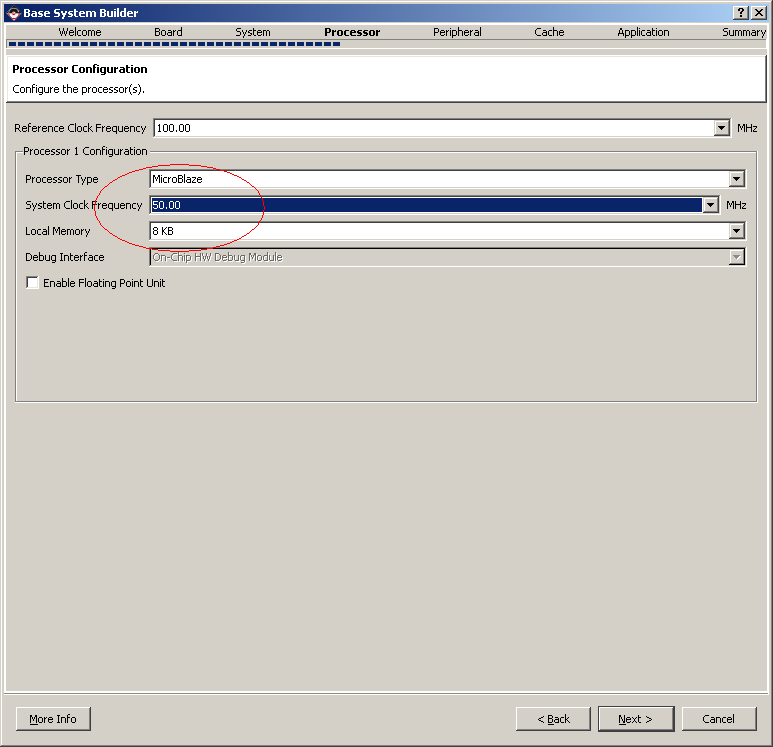 Base System Builder
Welcome Board System Processor Peripheral Cache Application Summary
Processor Configuration
Configure the processor(s).
Reference Clock Frequency 100.00 MHz
Processor 1 Configuration
Processor Type MicroBlaze
System Clock Frequency 50.00 MHz
Local Memory 8 KB
Debug Interface On-Chip HW Debug Module
Enable Floating Point Unit
More Info < Back Next > Cancel